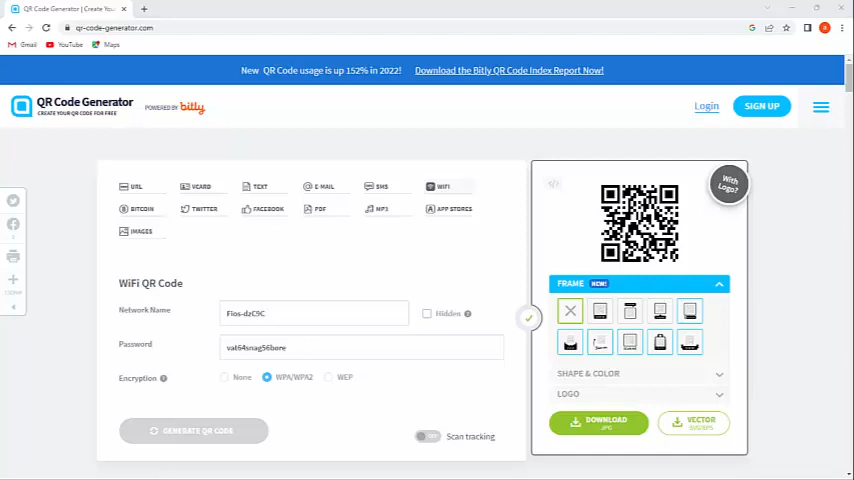 QR Code Generator | Create You
qr-code-generator.com
Gmail YouTube Maps
New QR Code usage is up 152% in 2022! Download the Bitly QR Code Index Report Now!
QR Code Generator
CREATE YOUR QR CODE FOR FREE
POWERED BY bitly
Login SIGN UP
With Logo?
URL VCARD TEXT E-MAIL SMS WIFI
BITCOIN TWITTER FACEBOOK PDF MP3 APP STORES
IMAGES
WiFi QR Code
Network Name Fios-dzC9C Hidden
Password vat64snag56bore
Encryption None WPA/WPA2 WEP
GENERATE QR CODE
Scan tracking
FRAME NEW!
SHAPE & COLOR
LOGO
DOWNLOAD
JPG
VECTOR
SVG/EPS